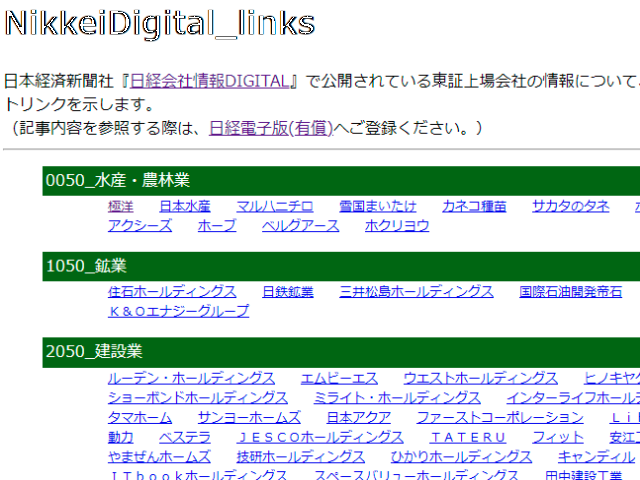 NikkeiDigital_links
日本経済新聞社『日経会社情報DIGITAL』で公開されている東証上場会社の情報について、
トリンクを示します。
（記事内容を参照する際は、日経電子版(有償)へご登録ください。）
0050_水産・農林業
極洋 日本水産 マルハニチロ 雪国まいたけ カネコ種苗 サカタのタネ
アクシーズ ホーブ ベルグアース ホクリヨウ
1050_鉱業
住石ホールディングス 日鉄鉱業 三井松島ホールディングス 国際石油開発帝石
Ｋ＆Ｏエナジーグループ
2050_建設業
ルーデン・ホールディングス エムビーエス ウエストホールディングス ヒノキヤ
ショーボンドホールディングス ミライト・ホールディングス インターライフホール
タマホーム サンヨーホームズ 日本アクア ファーストコーポレーション Ｌｉ
動力 ベステラ ＪＥＳＣＯホールディングス ＴＡＴＥＲＵ フィット 安江
やまぜんホームズ 技研ホールディングス ひかりホールディングス キャンディル
ＩＴｂｏｏｋホールディングス スペースバリューホールディングス 田中建設工業